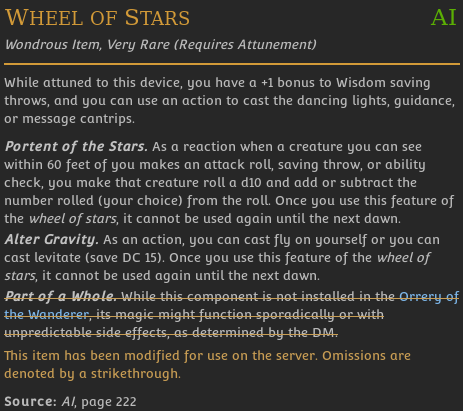 Wheel of Stars AI
Wondrous Item, Very Rare (Requires Attunement)
While attuned to this device, you have a +1 bonus to Wisdom saving
throws, and you can use an action to cast the dancing lights, guidance,
or message cantrips.
Portent of the Stars. As a reaction when a creature you can see
within 60 feet of you makes an attack roll, saving throw, or ability
check, you make that creature roll a d10 and add or subtract the
number rolled (your choice) from the roll. Once you use this feature of
the wheel of stars, it cannot be used again until the next dawn.
Alter Gravity. As an action, you can cast fly on yourself or you can
cast levitate (save DC 15). Once you use this feature of the wheel of
stars, it cannot be used again until the next dawn.
Part of a Whole. While this component is not installed in the Orrery of
the Wanderer, its magic might function sporadically or with
unpredictable side effects, as determined by the DM.
This item has been modified for use on the server. Omissions are
denoted by a strikethrough.
Source: AI, page 222